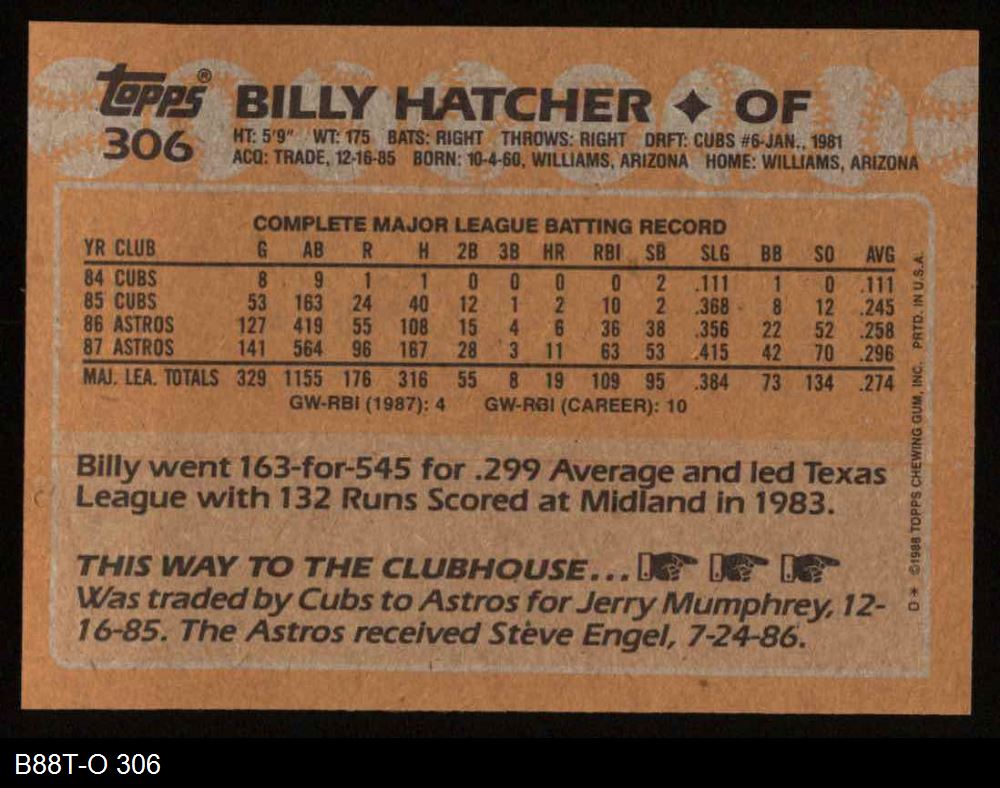 topps® BILLY HATCHER ✦ OF
306 HT: 5'9" WT: 175 BATS: RIGHT THROWS: RIGHT DRFT: CUBS #6-JAN., 1981
ACQ: TRADE, 12-16-85 BORN: 10-4-60, WILLIAMS, ARIZONA HOME: WILLIAMS, ARIZONA
COMPLETE MAJOR LEAGUE BATTING RECORD
YR CLUB G AB R H 2B 3B HR RBI SB SLG BB SO AVG
84 CUBS 8 9 1 1 0 0 0 0 2 .111 1 0 .111
85 CUBS 53 163 24 40 12 1 2 10 2 .368 8 12 .245
86 ASTROS 127 419 55 108 15 4 6 36 38 .356 22 52 .258
87 ASTROS 141 564 96 167 28 3 11 63 53 .415 42 70 .296
MAJ. LEA. TOTALS 329 1155 176 316 55 8 19 109 95 .384 73 134 .274
GW-RBI (1987): 4 GW-RBI (CAREER): 10
Billy went 163-for-545 for .299 Average and led Texas
League with 132 Runs Scored at Midland in 1983.
THIS WAY TO THE CLUBHOUSE...
Was traded by Cubs to Astros for Jerry Mumphrey, 12-
16-85. The Astros received Steve Engel, 7-24-86.
D* ©1988 TOPPS CHEWING GUM, INC. PRTD. IN U.S.A.
B88T-O 306